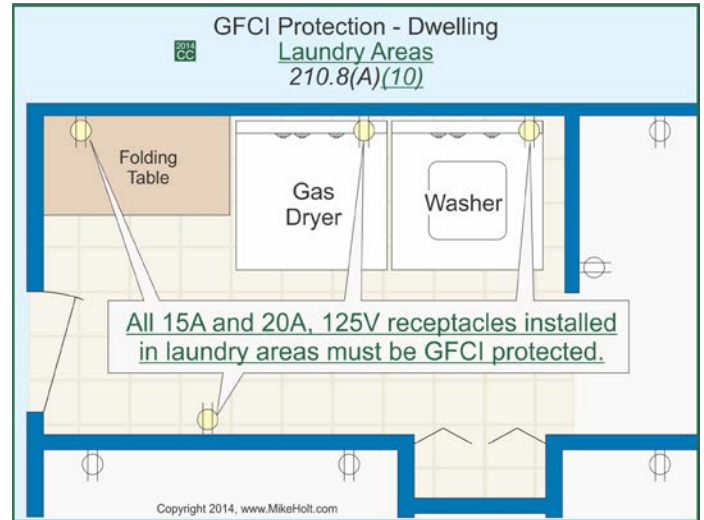 GFCI Protection - Dwelling
2014
CC
Laundry Areas
210.8(A)(10)
Folding
Table
Gas
Dryer
Washer
All 15A and 20A, 125V receptacles installed
in laundry areas must be GFCI protected.
Copyright 2014, www.MikeHolt.com